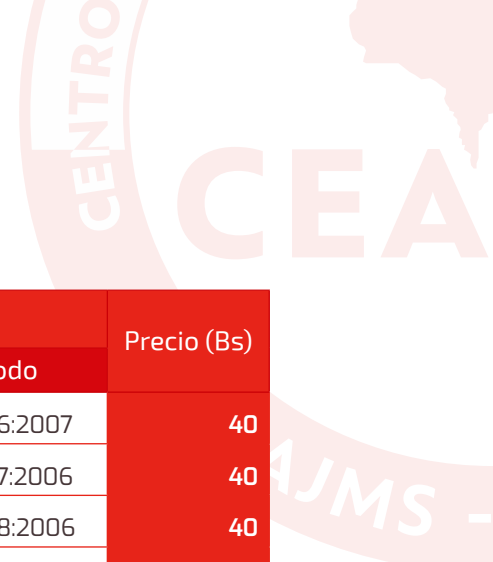 CENTRO
CEA
Precio (Bs)
odo
6:2007 40
7:2006 40
8:2006 40
AJMS -